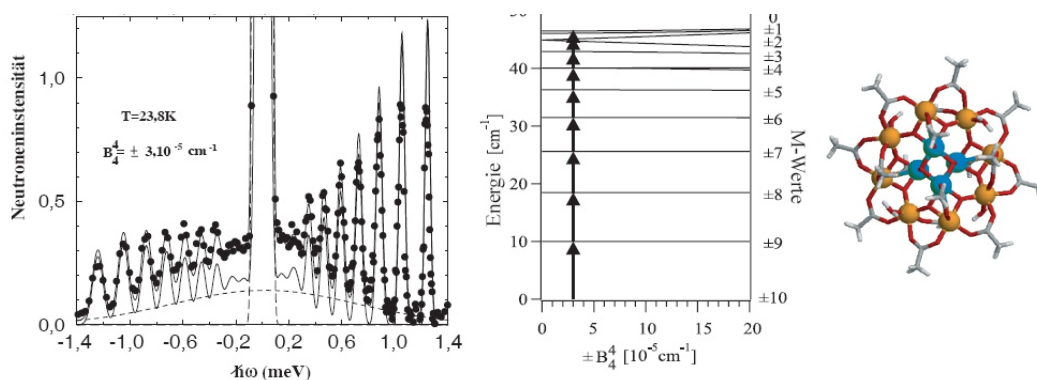 Neutroneninstensität
1,0
0,5
0,0
T=23,8K
B₄⁴= ± 3,10⁻⁵ cm⁻¹
-1,4 -1,0 -0,6 -0,2 0,2 0,6 1,0 1,4
ħω (meV)
Energie [cm⁻¹]
40
30
20
10
0
0 5 10 15 20
± B₄⁴ [10⁻⁵cm⁻¹]
±1
±2
±3
±4
±5
±6
±7
±8
±9
±10
M-Werte